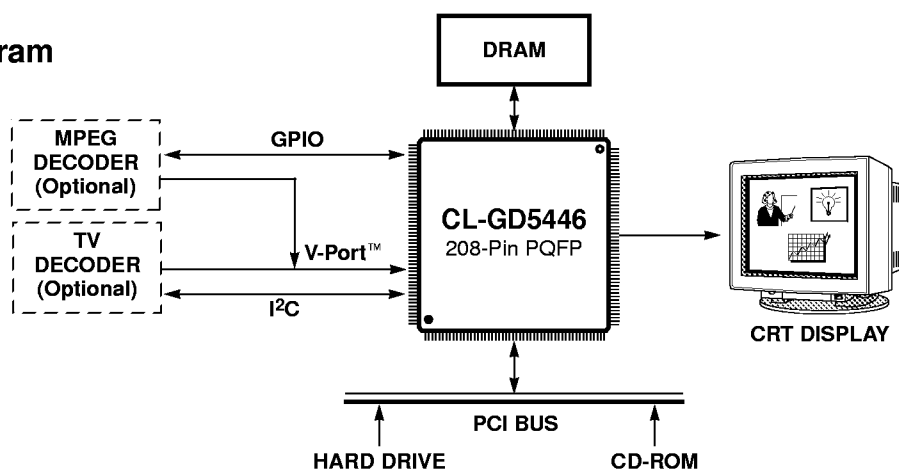 ram
DRAM
MPEG
DECODER
(Optional)
GPIO
TV
DECODER
(Optional)
V-Port™
I²C
CL-GD5446
208-Pin PQFP
CRT DISPLAY
PCI BUS
HARD DRIVE
CD-ROM